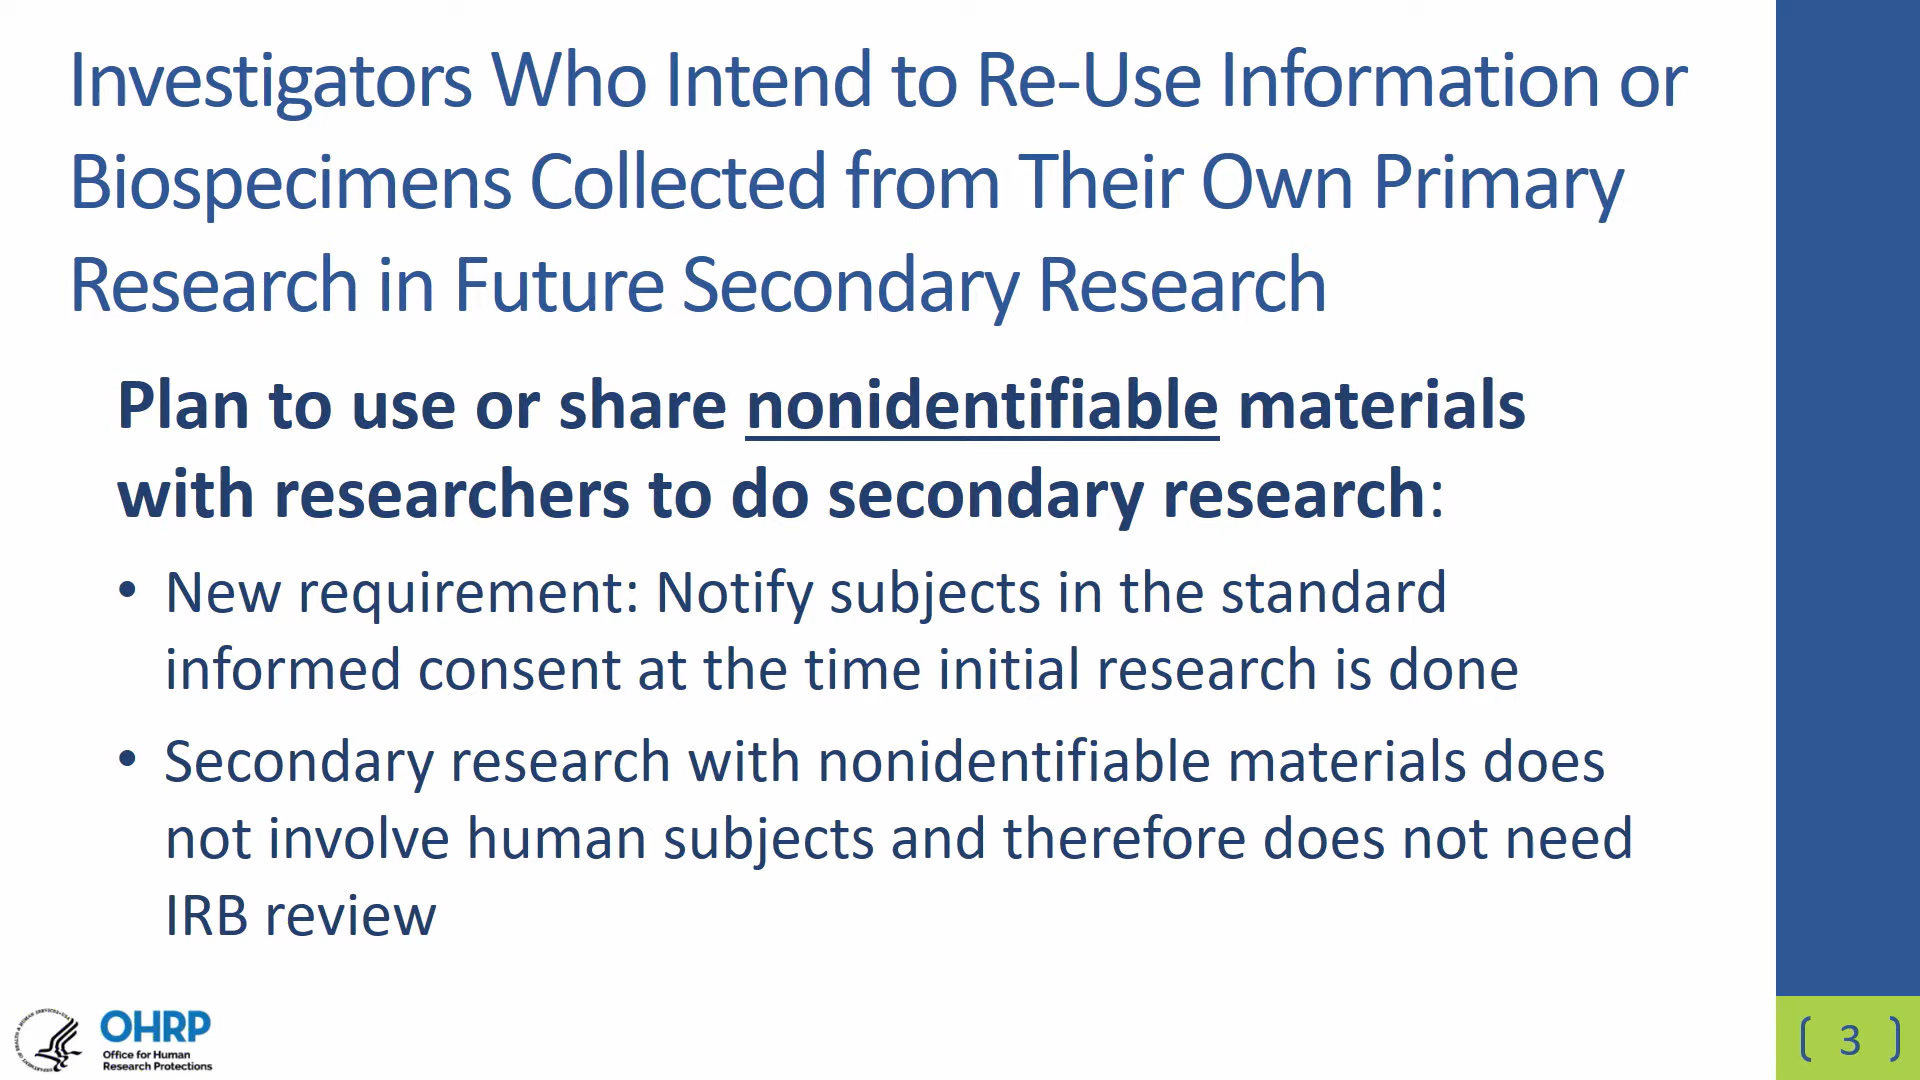 Investigators Who Intend to Re-Use Information or
Biospecimens Collected from Their Own Primary
Research in Future Secondary Research
Plan to use or share nonidentifiable materials
with researchers to do secondary research:
• New requirement: Notify subjects in the standard
informed consent at the time initial research is done
• Secondary research with nonidentifiable materials does
not involve human subjects and therefore does not need
IRB review
OHRP
Office for Human
Research Protections
( 3 )